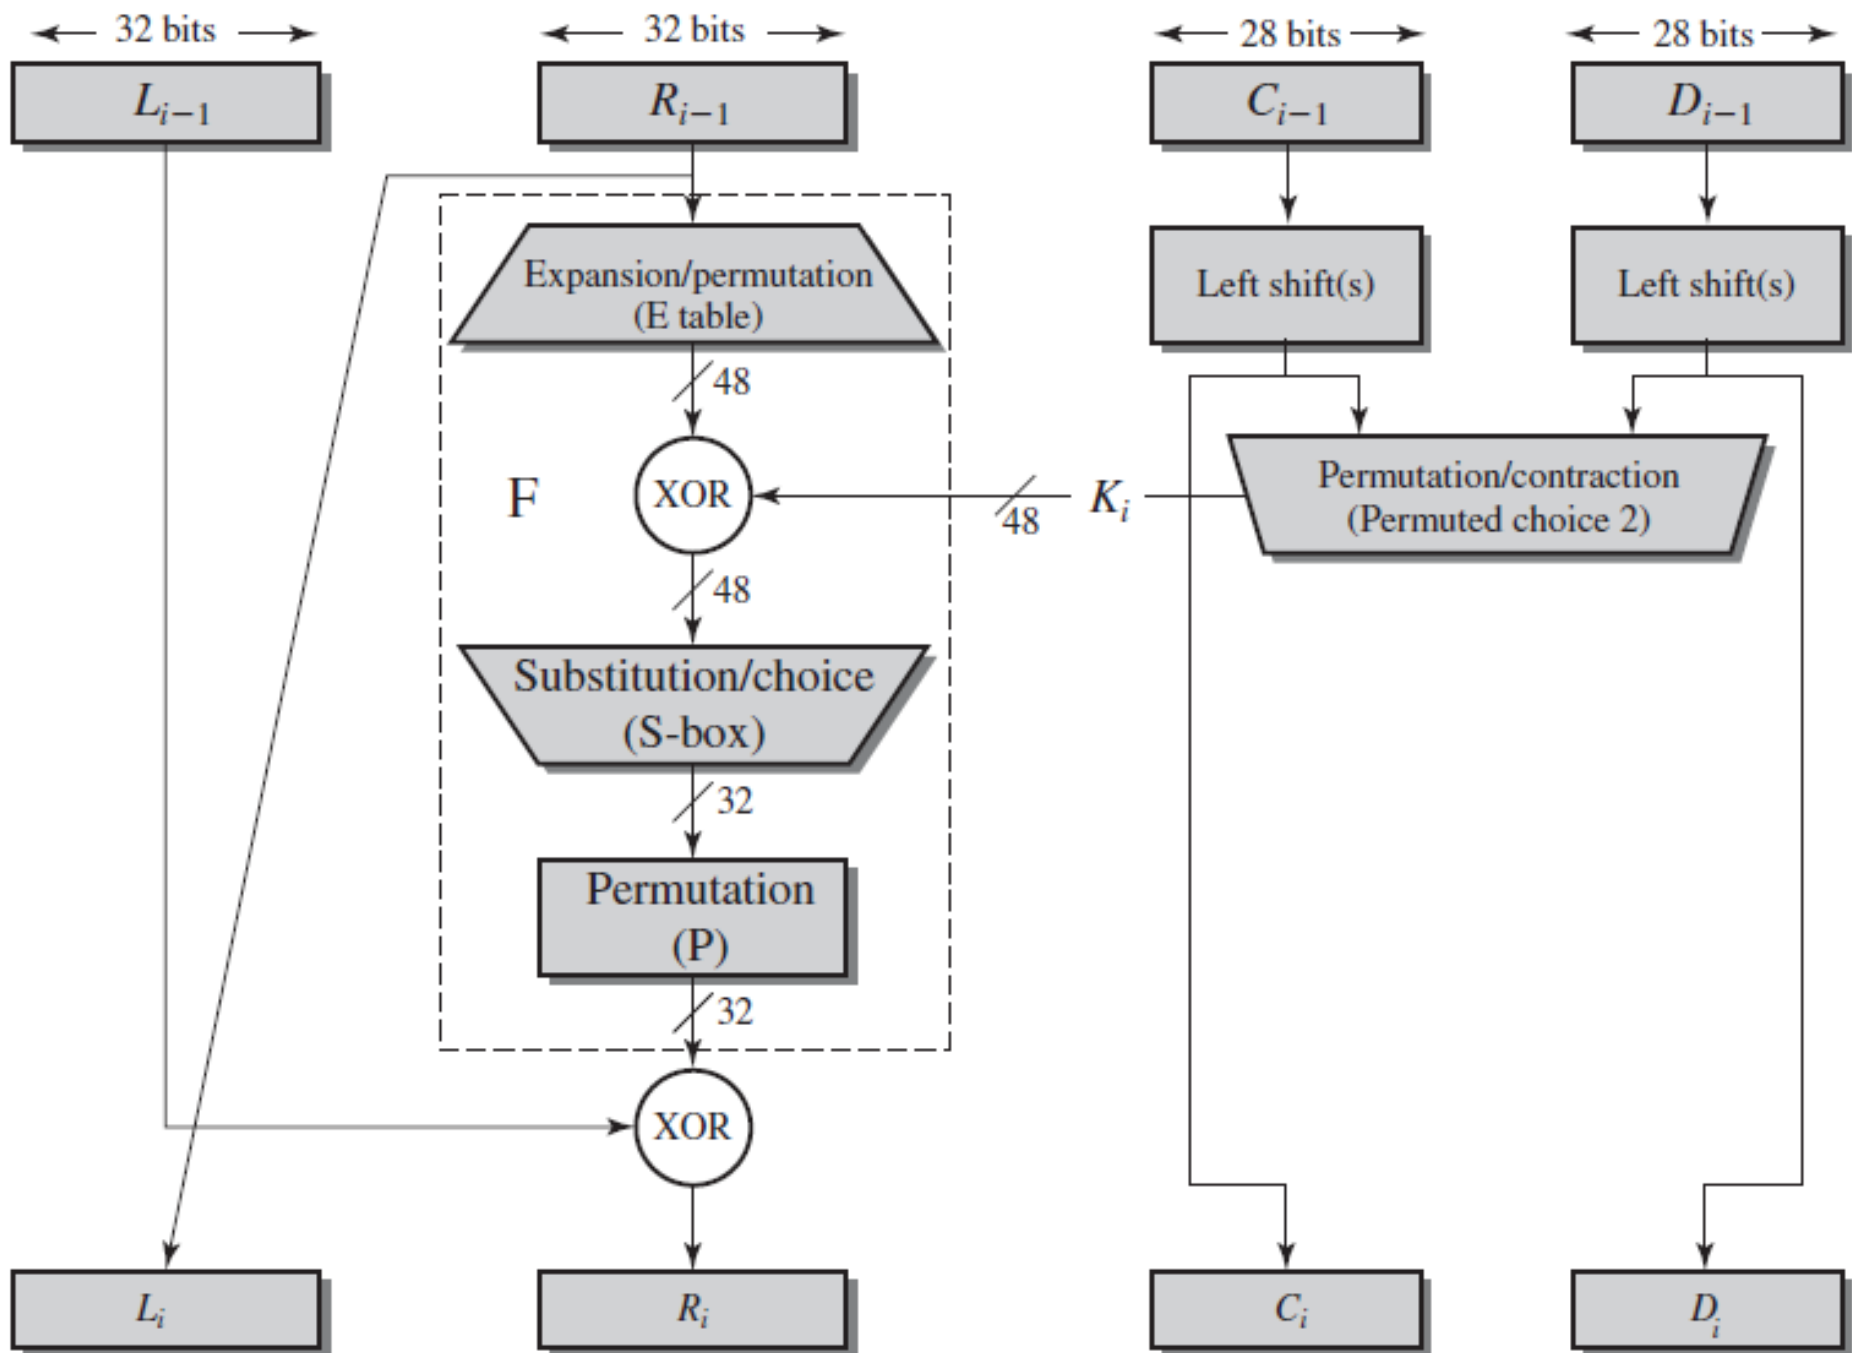 32 bits
32 bits
28 bits
28 bits
L_{i−1}
R_{i−1}
C_{i−1}
D_{i−1}
Expansion/permutation
(E table)
Left shift(s)
Left shift(s)
48
F
XOR
48
K_i
Permutation/contraction
(Permuted choice 2)
48
Substitution/choice
(S-box)
32
Permutation
(P)
32
XOR
L_i
R_i
C_i
D_i